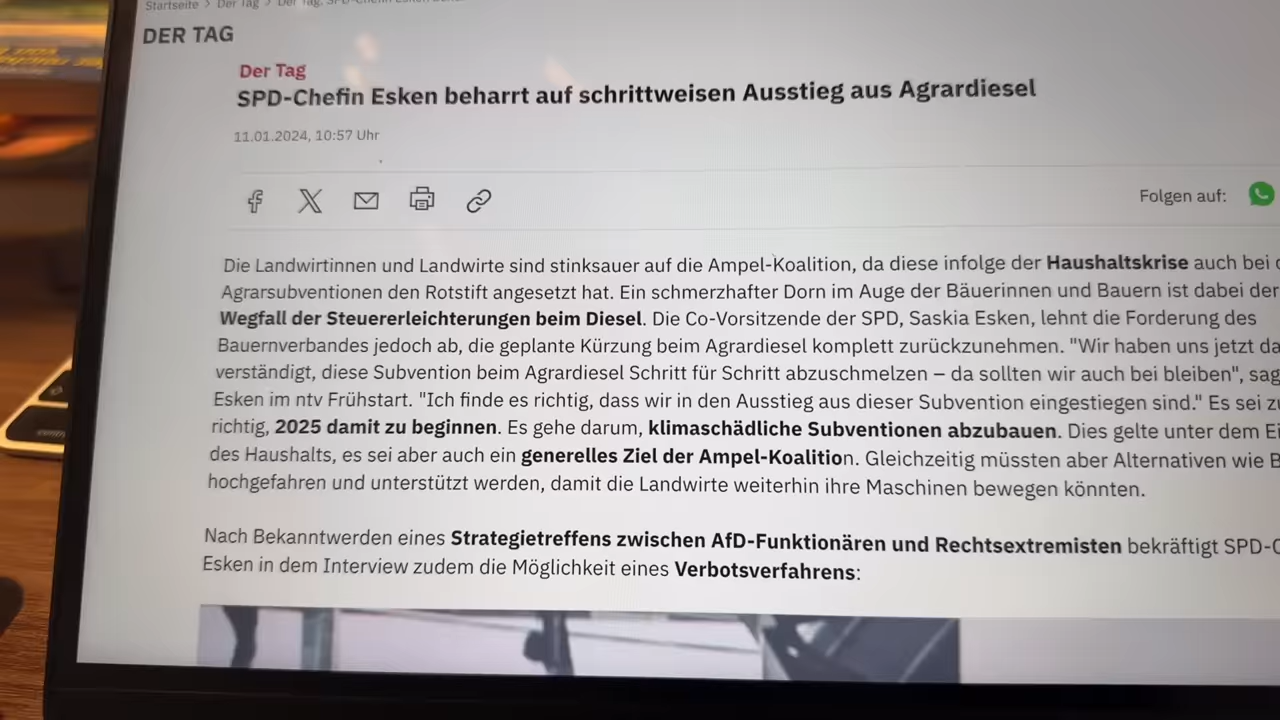 Startseite > Der Tag > Der Tag: SPD-Chefin Esken
DER TAG
Der Tag
SPD-Chefin Esken beharrt auf schrittweisen Ausstieg aus Agrardiesel
11.01.2024, 10:57 Uhr
Folgen auf:
Die Landwirtinnen und Landwirte sind stinksauer auf die Ampel-Koalition, da diese infolge der Haushaltskrise auch bei
Agrarsubventionen den Rotstift angesetzt hat. Ein schmerzhafter Dorn im Auge der Bäuerinnen und Bauern ist dabei der
Wegfall der Steuererleichterungen beim Diesel. Die Co-Vorsitzende der SPD, Saskia Esken, lehnt die Forderung des
Bauernverbandes jedoch ab, die geplante Kürzung beim Agrardiesel komplett zurückzunehmen. "Wir haben uns jetzt da
verständigt, diese Subvention beim Agrardiesel Schritt für Schritt abzuschmelzen – da sollten wir auch bei bleiben", sag
Esken im ntv Frühstart. "Ich finde es richtig, dass wir in den Ausstieg aus dieser Subvention eingestiegen sind." Es sei z
richtig, 2025 damit zu beginnen. Es gehe darum, klimaschädliche Subventionen abzubauen. Dies gelte unter dem Ei
des Haushalts, es sei aber auch ein generelles Ziel der Ampel-Koalition. Gleichzeitig müssten aber Alternativen wie B
hochgefahren und unterstützt werden, damit die Landwirte weiterhin ihre Maschinen bewegen könnten.
Nach Bekanntwerden eines Strategietreffens zwischen AfD-Funktionären und Rechtsextremisten bekräftigt SPD-C
Esken in dem Interview zudem die Möglichkeit eines Verbotsverfahrens: